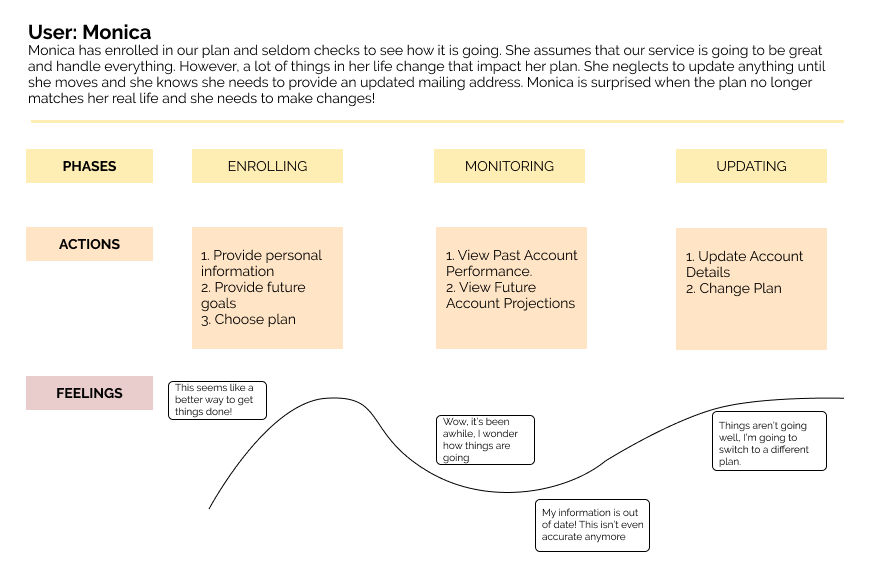 User: Monica
Monica has enrolled in our plan and seldom checks to see how it is going. She assumes that our service is going to be great
and handle everything. However, a lot of things in her life change that impact her plan. She neglects to update anything until
she moves and she knows she needs to provide an updated mailing address. Monica is surprised when the plan no longer
matches her real life and she needs to make changes!
PHASES
ENROLLING
MONITORING
UPDATING
ACTIONS
1. Provide personal
information
2. Provide future
goals
3. Choose plan
1. View Past Account
Performance.
2. View Future
Account Projections
1. Update Account
Details
2. Change Plan
FEELINGS
This seems like a
better way to get
things done!
Wow, it's been
awhile, I wonder
how things are
going
My information is out
of date! This isn't even
accurate anymore
Things aren't going
well, I'm going to
switch to a different
plan.